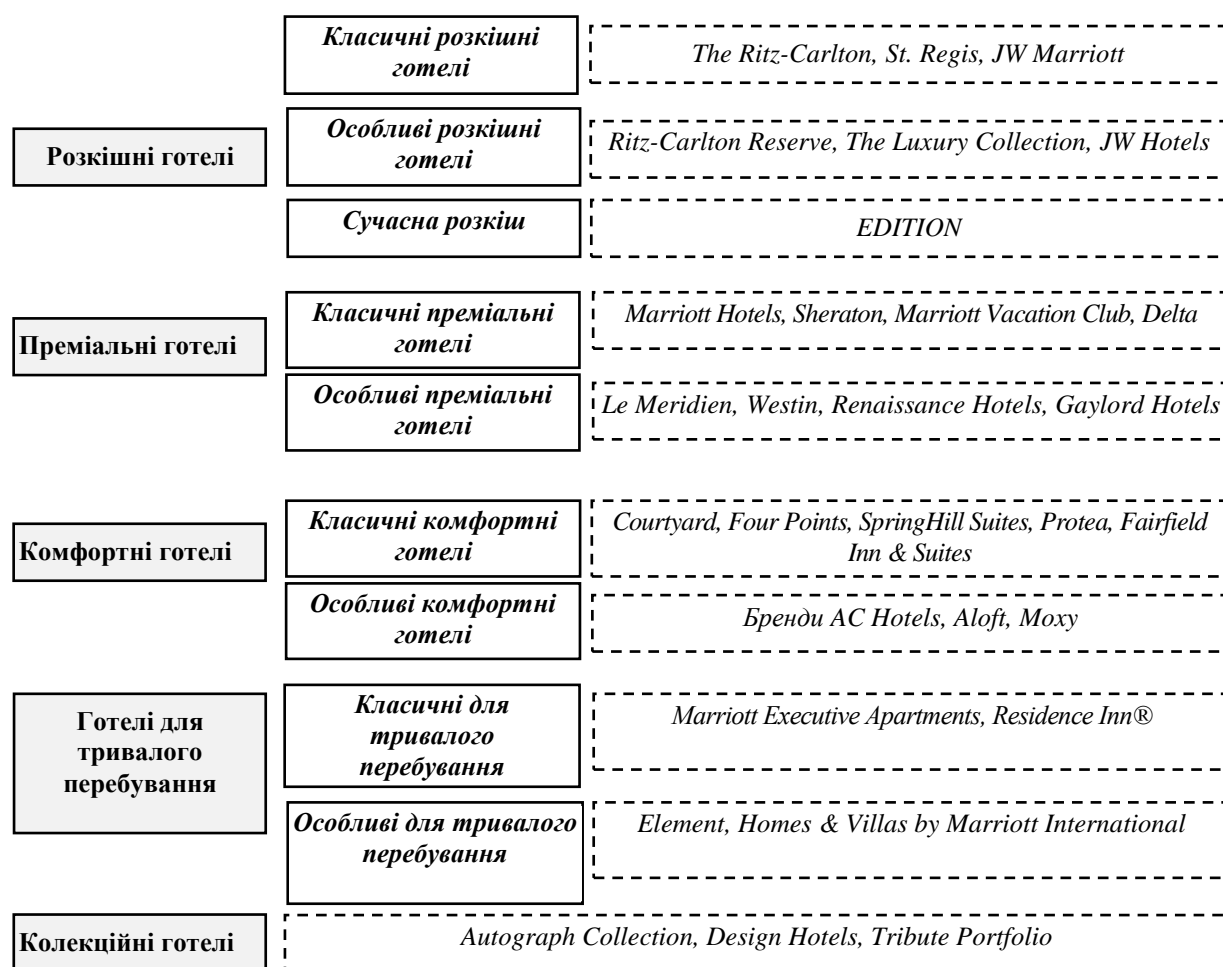 Класичні розкішні
готелі
The Ritz-Carlton, St. Regis, JW Marriott
Розкішні готелі
Особливі розкішні
готелі
Ritz-Carlton Reserve, The Luxury Collection, JW Hotels
Сучасна розкіш
EDITION
Преміальні готелі
Класичні преміальні
готелі
Marriott Hotels, Sheraton, Marriott Vacation Club, Delta
Особливі преміальні
готелі
Le Meridien, Westin, Renaissance Hotels, Gaylord Hotels
Комфортні готелі
Класичні комфортні
готелі
Courtyard, Four Points, SpringHill Suites, Protea, Fairfield
Inn & Suites
Особливі комфортні
готелі
Бренди AC Hotels, Aloft, Moxy
Готелі для
тривалого
перебування
Класичні для
тривалого
перебування
Marriott Executive Apartments, Residence Inn®
Особливі для тривалого
перебування
Element, Homes & Villas by Marriott International
Колекційні готелі
Autograph Collection, Design Hotels, Tribute Portfolio